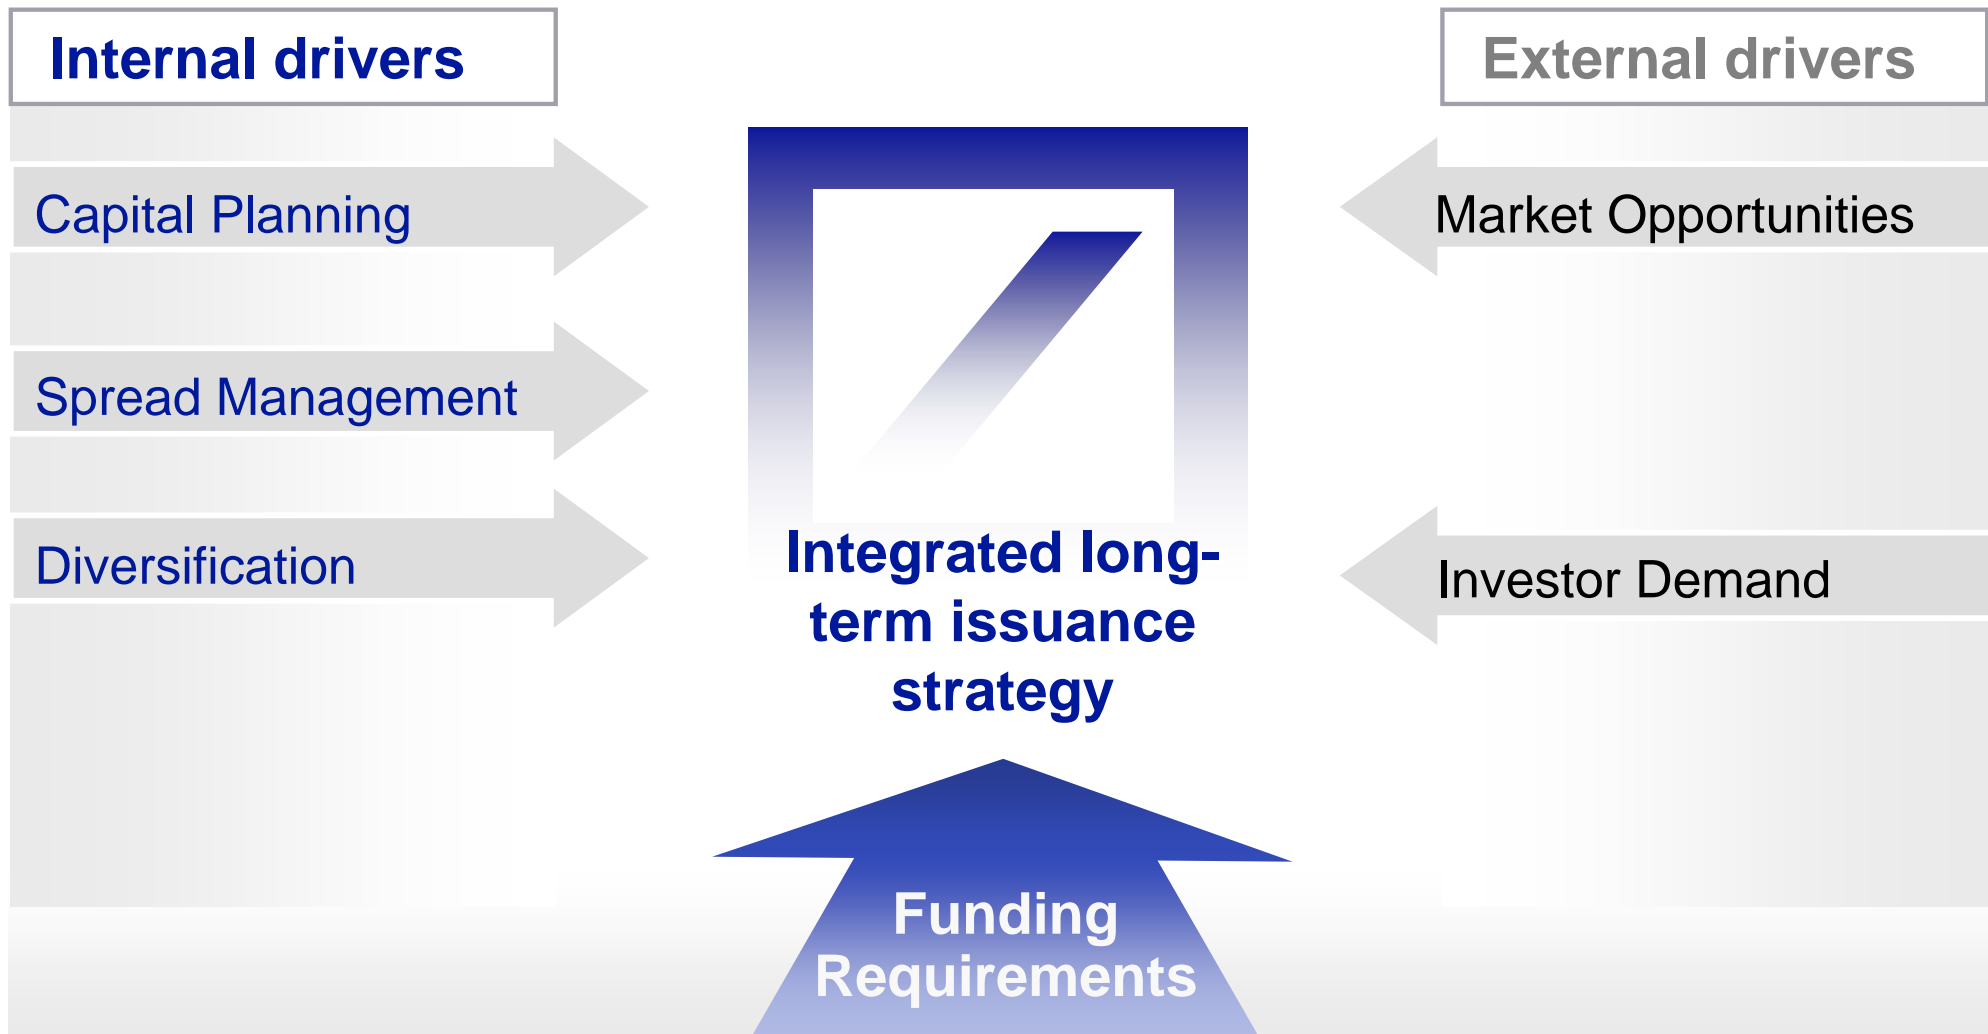 Internal drivers
Capital Planning
Spread Management
Diversification
Integrated long-
term issuance
strategy
Funding
Requirements
External drivers
Market Opportunities
Investor Demand